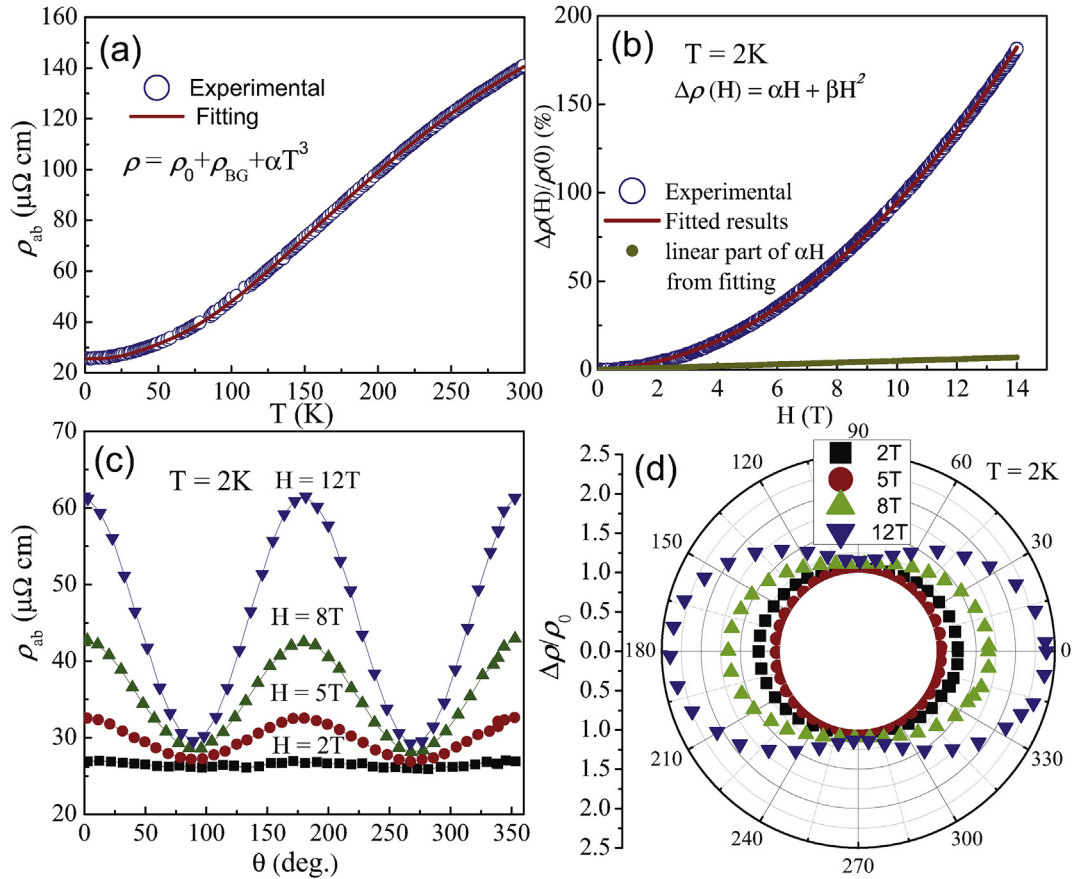 (a)
Experimental
Fitting
ρ = ρ0+ρBG+αT3
ρab (μΩ cm)
160
140
120
100
80
60
40
20
0 50 100 150 200 250 300
T (K)
(b)
T = 2K
Δρ (H) = αH + βH2
Experimental
Fitted results
linear part of αH
from fitting
Δρ(H)/ρ(0) (%)
200
150
100
50
0
0 2 4 6 8 10 12 14
H (T)
(c)
T = 2K
H = 12T
H = 8T
H = 5T
H = 2T
ρab (μΩ cm)
70
60
50
40
30
20
0 50 100 150 200 250 300 350
θ (deg.)
(d)
T = 2K
2T
5T
8T
12T
Δρ/ρ0
2.5
2.0
1.5
1.0
0.5
0.0
0.5
1.0
1.5
2.0
2.5
90
120
60
150
30
180
0
210
330
240
300
270